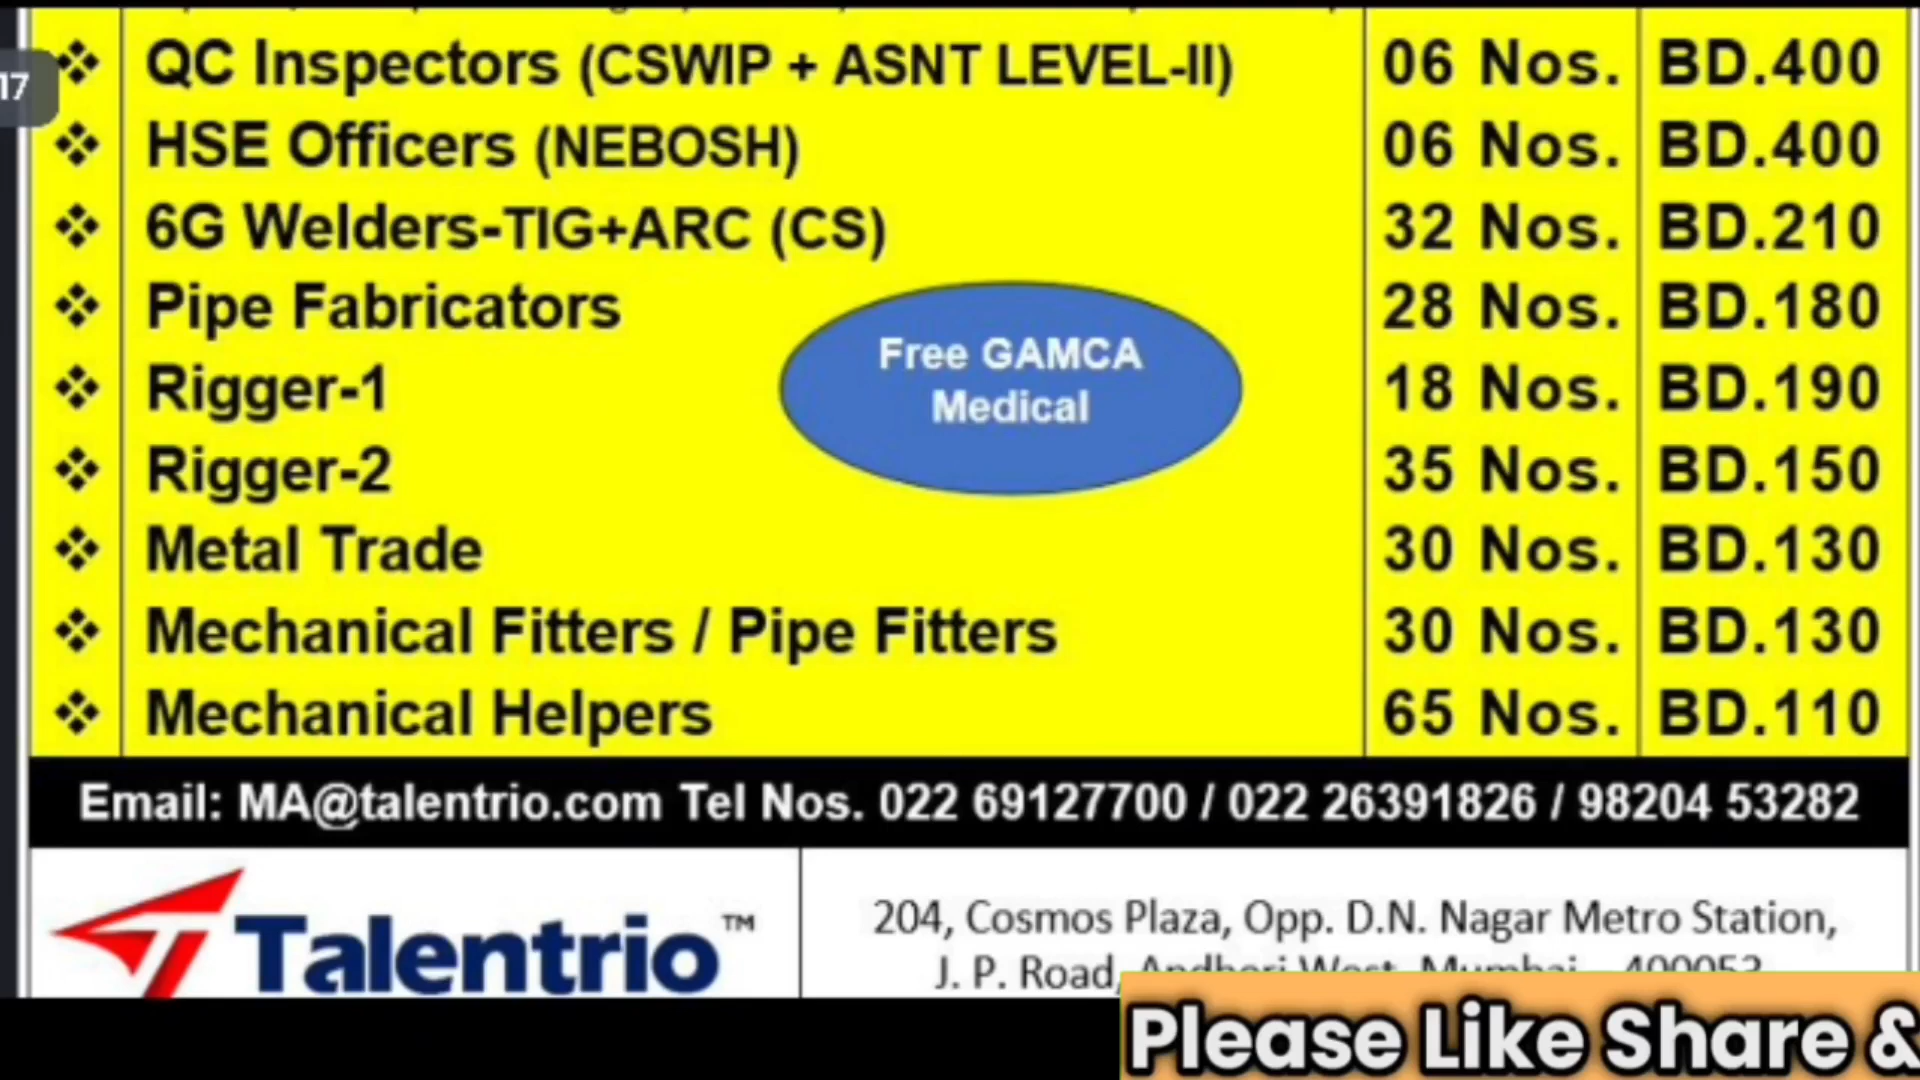 17
QC Inspectors (CSWIP + ASNT LEVEL-II) 06 Nos. BD.400
HSE Officers (NEBOSH) 06 Nos. BD.400
6G Welders-TIG+ARC (CS) 32 Nos. BD.210
Pipe Fabricators 28 Nos. BD.180
Rigger-1 18 Nos. BD.190
Rigger-2 35 Nos. BD.150
Metal Trade 30 Nos. BD.130
Mechanical Fitters / Pipe Fitters 30 Nos. BD.130
Mechanical Helpers 65 Nos. BD.110
Free GAMCA
Medical
Email: MA@talentrio.com Tel Nos. 022 69127700 / 022 26391826 / 98204 53282
Talentrio™
204, Cosmos Plaza, Opp. D.N. Nagar Metro Station,
J. P. Road, Andheri West, Mumbai - 400053
Please Like Share &